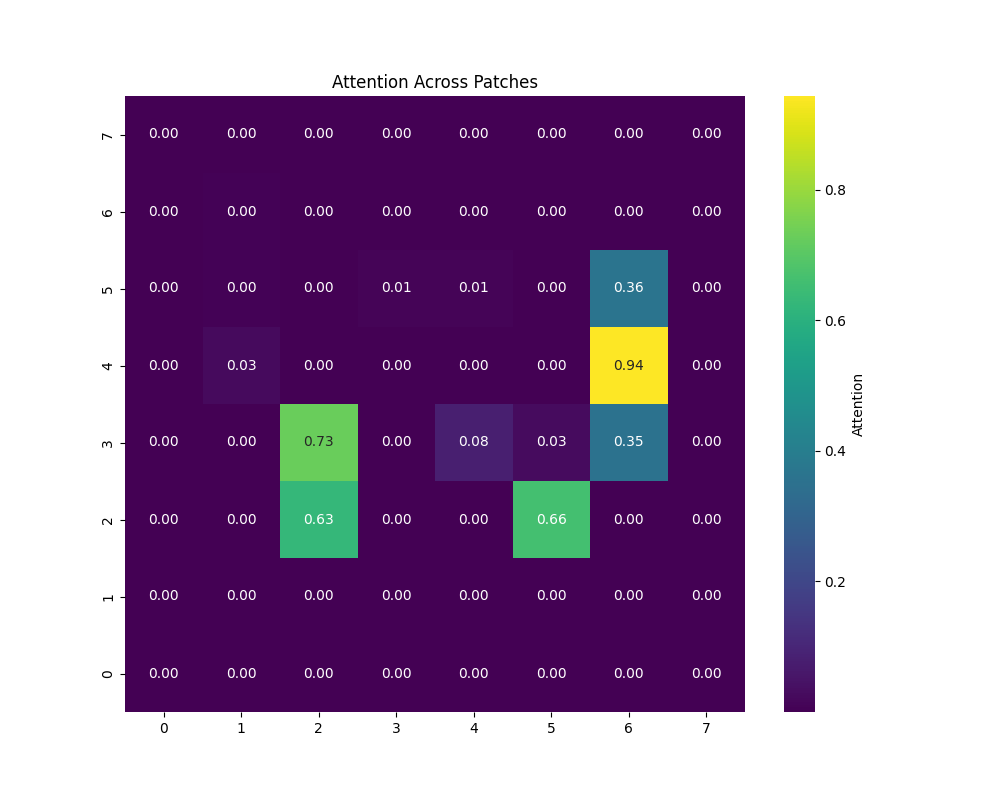 Attention Across Patches
7 0.00 0.00 0.00 0.00 0.00 0.00 0.00 0.00
6 0.00 0.00 0.00 0.00 0.00 0.00 0.00 0.00
5 0.00 0.00 0.00 0.01 0.01 0.00 0.36 0.00
4 0.00 0.03 0.00 0.00 0.00 0.00 0.94 0.00
3 0.00 0.00 0.73 0.00 0.08 0.03 0.35 0.00
2 0.00 0.00 0.63 0.00 0.00 0.66 0.00 0.00
1 0.00 0.00 0.00 0.00 0.00 0.00 0.00 0.00
0 0.00 0.00 0.00 0.00 0.00 0.00 0.00 0.00
0 1 2 3 4 5 6 7
0.8
0.6
0.4
0.2
Attention